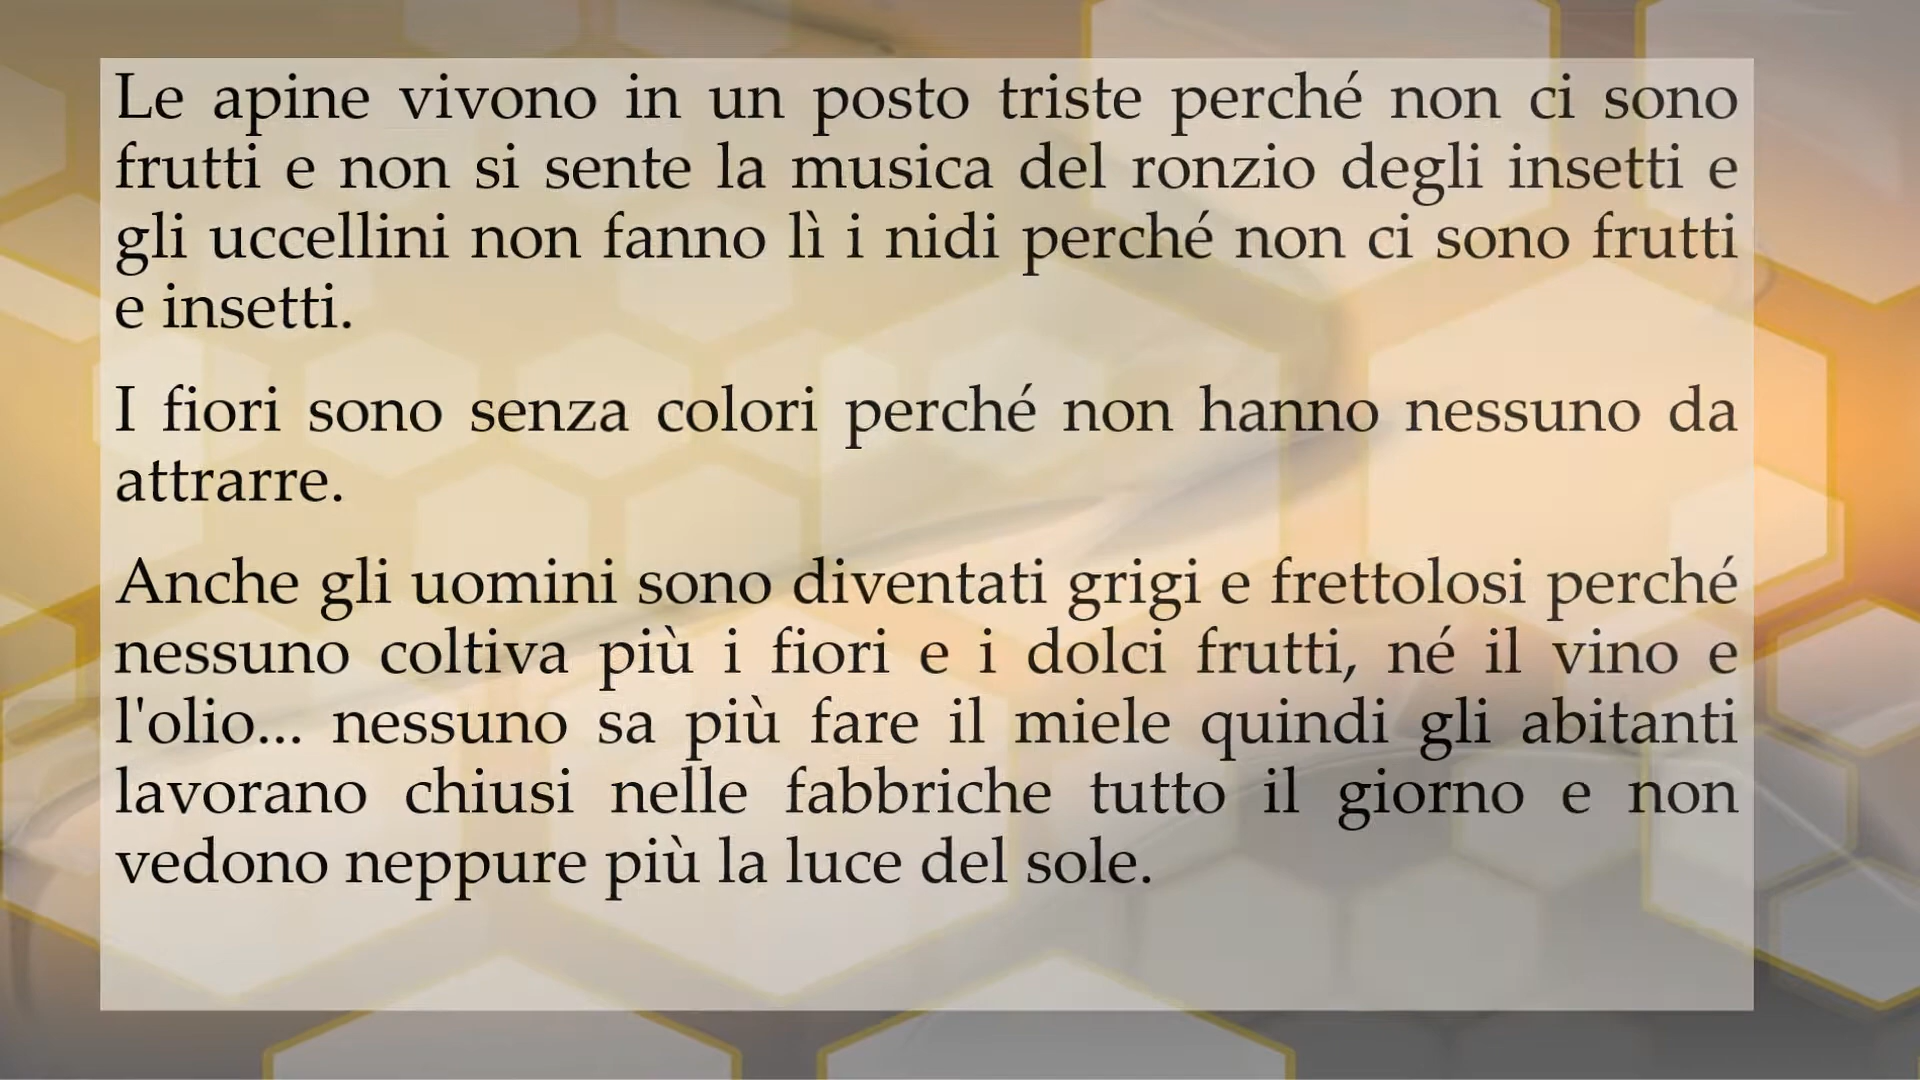 Le apine vivono in un posto triste perché non ci sono
frutti e non si sente la musica del ronzio degli insetti e
gli uccellini non fanno lì i nidi perché non ci sono frutti
e insetti.
I fiori sono senza colori perché non hanno nessuno da
attrarre.
Anche gli uomini sono diventati grigi e frettolosi perché
nessuno coltiva più i fiori e i dolci frutti, né il vino e
l'olio... nessuno sa più fare il miele quindi gli abitanti
lavorano chiusi nelle fabbriche tutto il giorno e non
vedono neppure più la luce del sole.